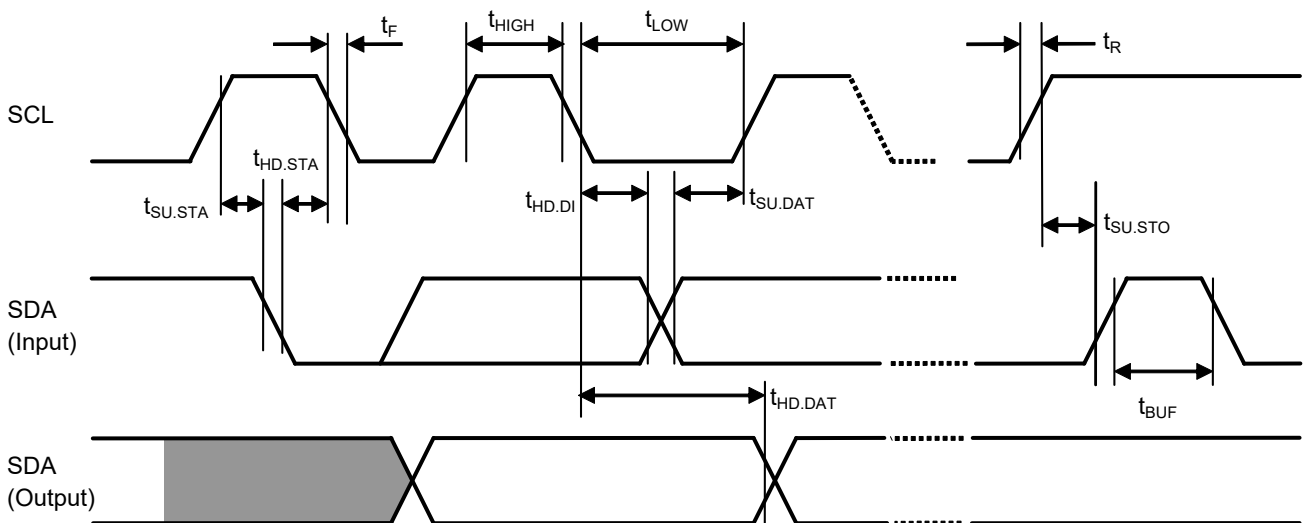 tF
tHIGH
tLOW
tR
SCL
tHD.STA
tSU.STA
tHD.DI
tSU.DAT
tSU.STO
SDA
(Input)
tHD.DAT
tBUF
SDA
(Output)